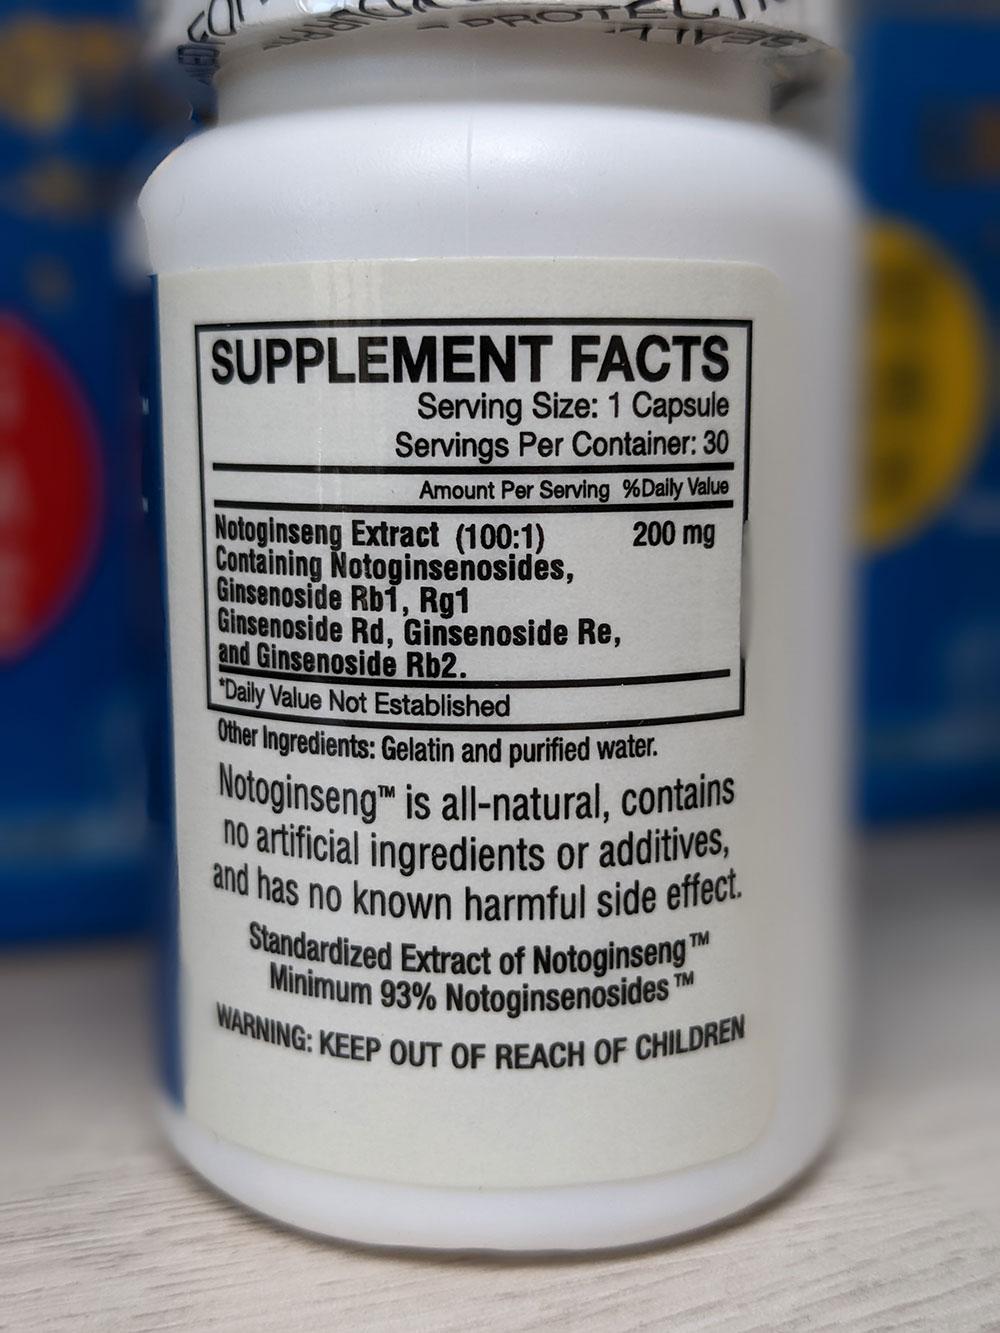 PROTECT
SUPPLEMENT FACTS
Serving Size: 1 Capsule
Servings Per Container: 30
Amount Per Serving %Daily Value
Notoginseng Extract (100:1) 200 mg
Containing Notoginsenosides,
Ginsenoside Rb1, Rg1
Ginsenoside Rd, Ginsenoside Re,
and Ginsenoside Rb2.
*Daily Value Not Established
Other Ingredients: Gelatin and purified water.
Notoginseng™ is all-natural, contains
no artificial ingredients or additives,
and has no known harmful side effect.
Standardized Extract of Notoginseng™
Minimum 93% Notoginsenosides™
WARNING: KEEP OUT OF REACH OF CHILDREN